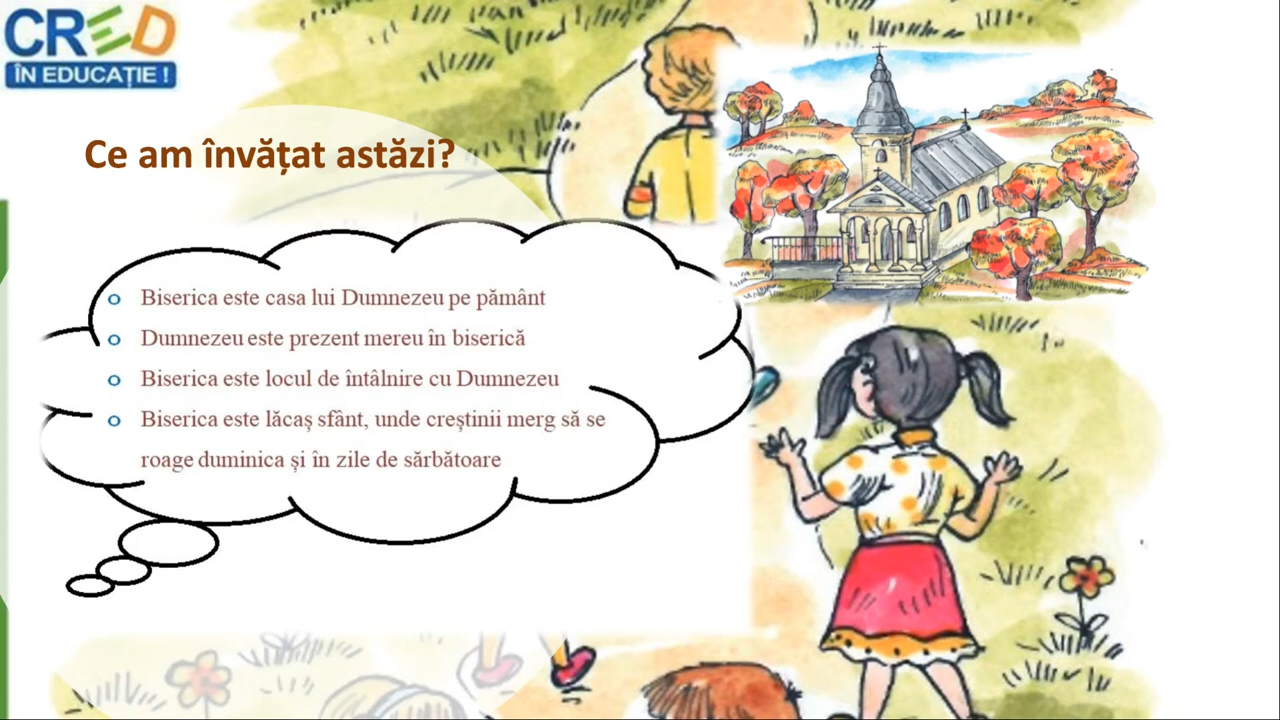 CRED
ÎN EDUCAȚIE !
Ce am învățat astăzi?
o Biserica este casa lui Dumnezeu pe pământ
o Dumnezeu este prezent mereu în biserică
o Biserica este locul de întâlnire cu Dumnezeu
o Biserica este lăcaș sfânt, unde creștinii merg să se
roage duminica și în zile de sărbătoare